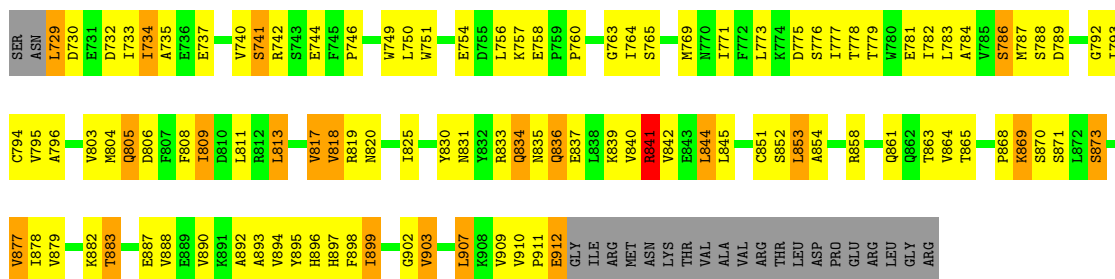 SER ASN L729 D730 E731 D732 I733 I734 A735 E736 E737 V740 S741 R742 S743 E744 F745 P746 W749 L750 W751 E754 D755 L756 K757 E758 P759 P760 G763 I764 S765 M769 N770 I771 F772 L773 K774 D775 S776 I777 T778 T779 W780 E781 I782 L783 A784 V785 S786 M787 S788 D789 G792
C794 V795 A796 V803 M804 Q805 D806 F807 F808 I809 D810 L811 R812 L813 V817 V818 R819 N820 I825 Y830 N831 Y832 R833 Q834 N835 Q836 E837 L838 K839 V840 R841 V842 E843 L844 L845 C851 S852 L853 A854 R858 Q861 Q862 T863 V864 T865 P868 K869 S870 S871 L872 S873
V877 I878 V879 K882 T883 E887 V888 E889 V890 K891 A892 A893 V894 Y895 H896 H897 F898 I899 G902 V903 L907 K908 V909 V910 P911 E912 GLY ILE ARG MET ASN LYS THR VAL ALA VAL ARG THR LEU ASP PRO GLU ARG LEU GLY ARG